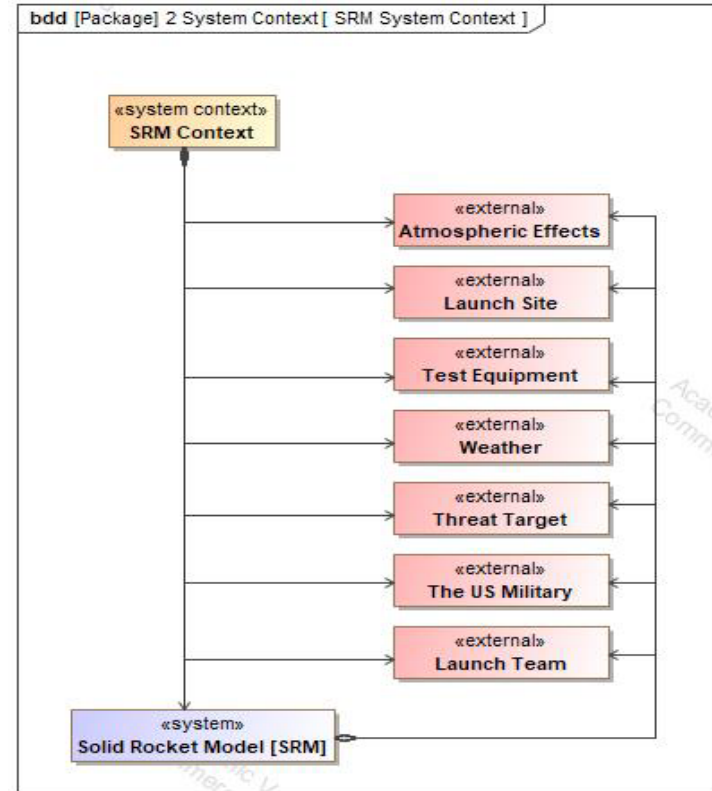 bdd [Package] 2 System Context [ SRM System Context ]
«system context»
SRM Context
«external»
Atmospheric Effects
«external»
Launch Site
«external»
Test Equipment
«external»
Weather
«external»
Threat Target
«external»
The US Military
«external»
Launch Team
«system»
Solid Rocket Model [SRM]